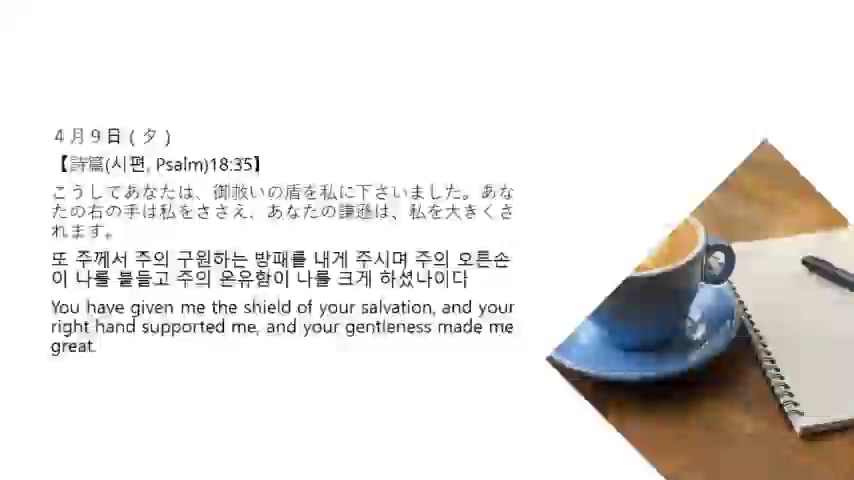 4月9日(夕)
【詩篇(시편, Psalm)18:35】
こうしてあなたは、御救いの盾を私に下さいました。あな
たの右の手は私をささえ、あなたの謙遜は、私を大きくさ
れます。
또 주께서 주의 구원하는 방패를 내게 주시며 주의 오른손
이 나를 붙들고 주의 온유함이 나를 크게 하셨나이다
You have given me the shield of your salvation, and your
right hand supported me, and your gentleness made me
great.